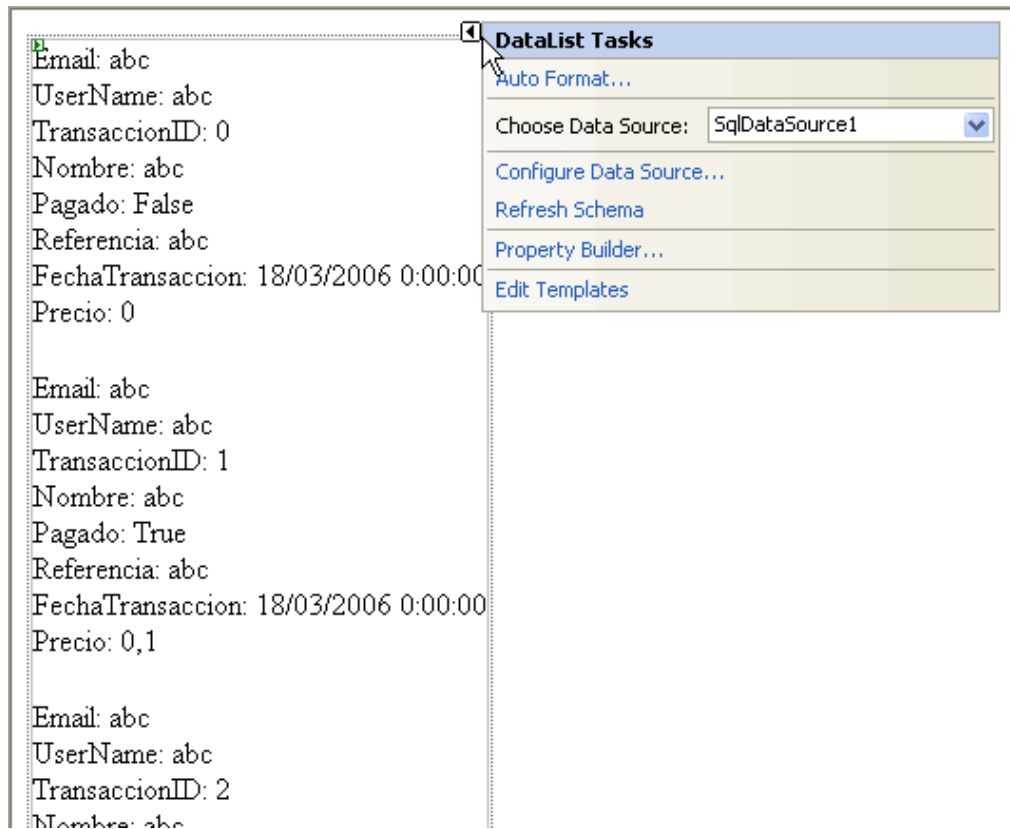 Email: abc
UserName: abc
TransaccionID: 0
Nombre: abc
Pagado: False
Referencia: abc
FechaTransaccion: 18/03/2006 0:00:00
Precio: 0
Email: abc
UserName: abc
TransaccionID: 1
Nombre: abc
Pagado: True
Referencia: abc
FechaTransaccion: 18/03/2006 0:00:00
Precio: 0,1
Email: abc
UserName: abc
TransaccionID: 2
Nombre: abc
DataList Tasks
Auto Format...
Choose Data Source: SqlDataSource1
Configure Data Source...
Refresh Schema
Property Builder...
Edit Templates